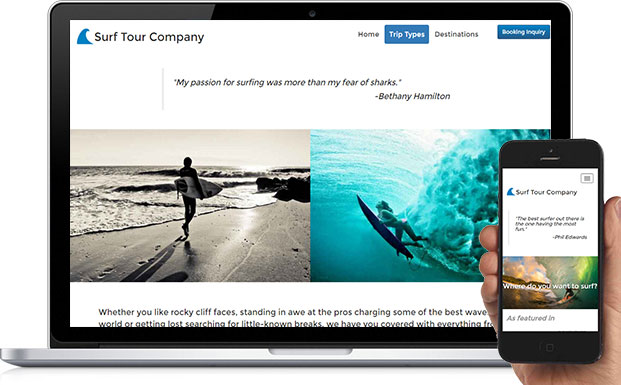 Surf Tour Company
Home Trip Types Destinations Booking Inquiry
"My passion for surfing was more than my fear of sharks."
-Bethany Hamilton
Whether you like rocky cliff faces, standing in awe at the pros charging some of the best wave
world or getting lost searching for little-known breaks, we have you covered with everything
Surf Tour Company
"The best surfer out there is
the one having the most
fun."
-Phil Edwards
Where do you want to surf?
As featured in